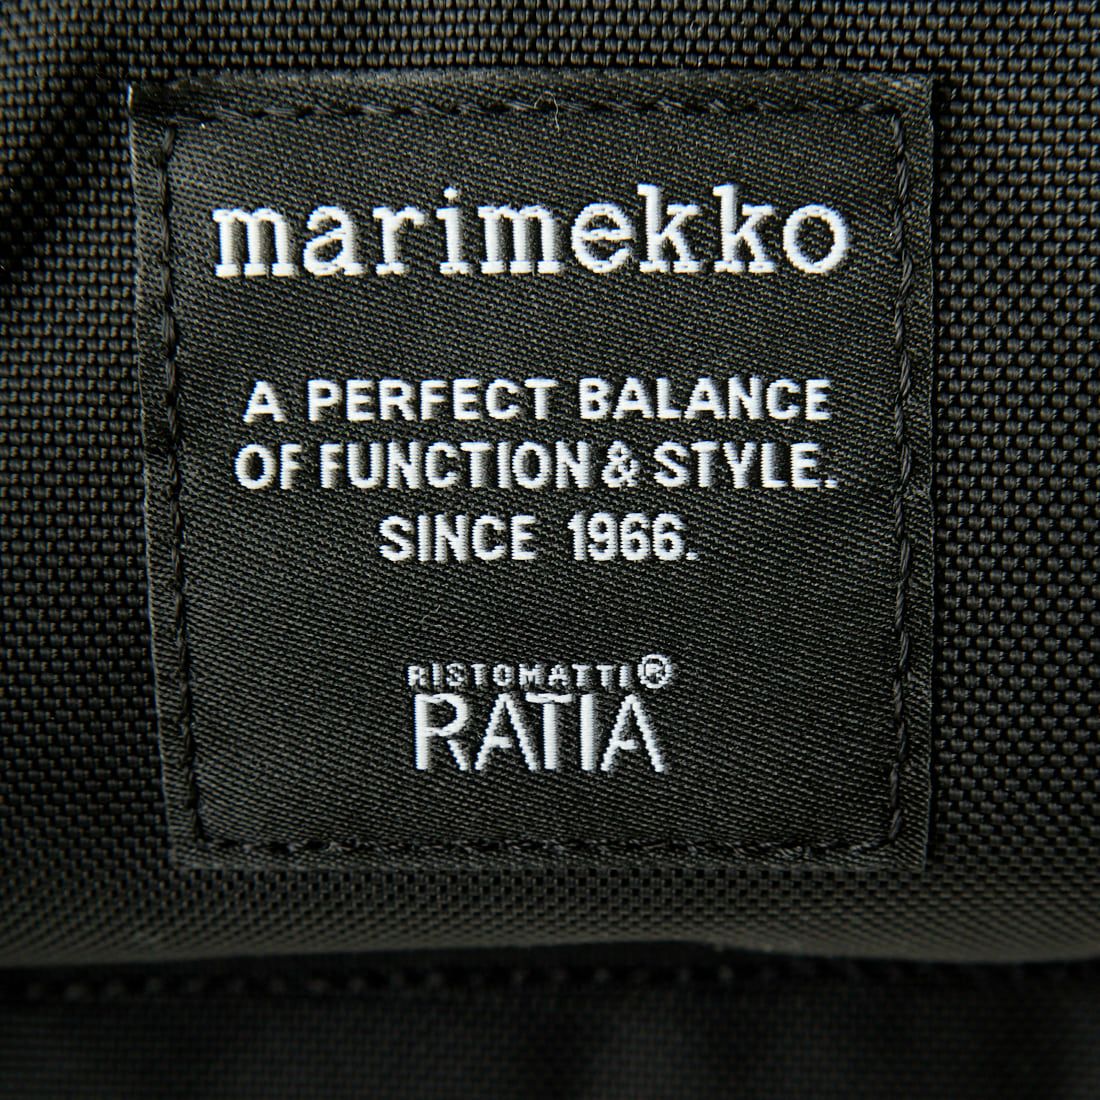 marimekko
A PERFECT BALANCE
OF FUNCTION & STYLE.
SINCE 1966.
RISTOMATTI®
RATIA